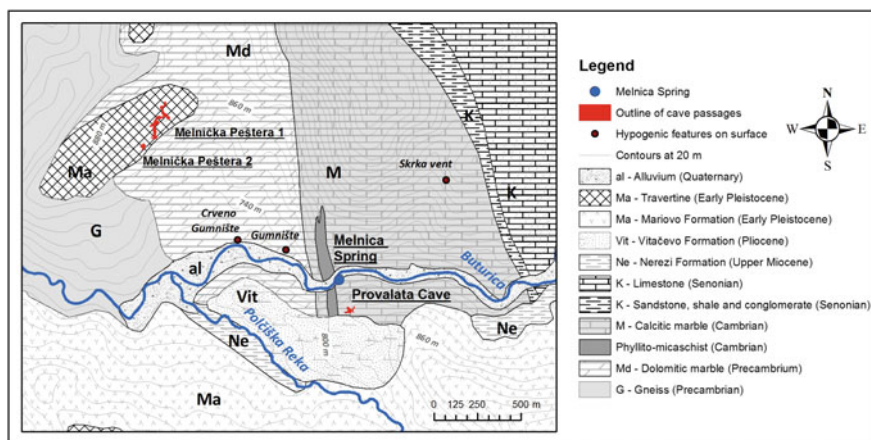 Md
860 m
K
Melnička Peštera 1
880 m
Melnička Peštera 2
Skrka vent
Ma
M
K
740 m
Crveno
Gumnište
Gumnište
G
Melnica
Spring
al
Buturica
Vit
Provalata Cave
Polčiška Reka
Ne
800 m
860 m
Ne
Ma
0 125 250 500 m
Legend
Melnica Spring
Outline of cave passages
Hypogenic features on surface
Contours at 20 m
al - Alluvium (Quaternary)
Ma - Travertine (Early Pleistocene)
Ma - Mariovo Formation (Early Pleistocene)
Vit - Vitačevo Formation (Pliocene)
Ne - Nerezi Formation (Upper Miocene)
K - Limestone (Senonian)
K - Sandstone, shale and conglomerate (Senonian)
M - Calcitic marble (Cambrian)
Phyllito-micaschist (Cambrian)
Md - Dolomitic marble (Precambrium)
G - Gneiss (Precambrian)
N
W E
S